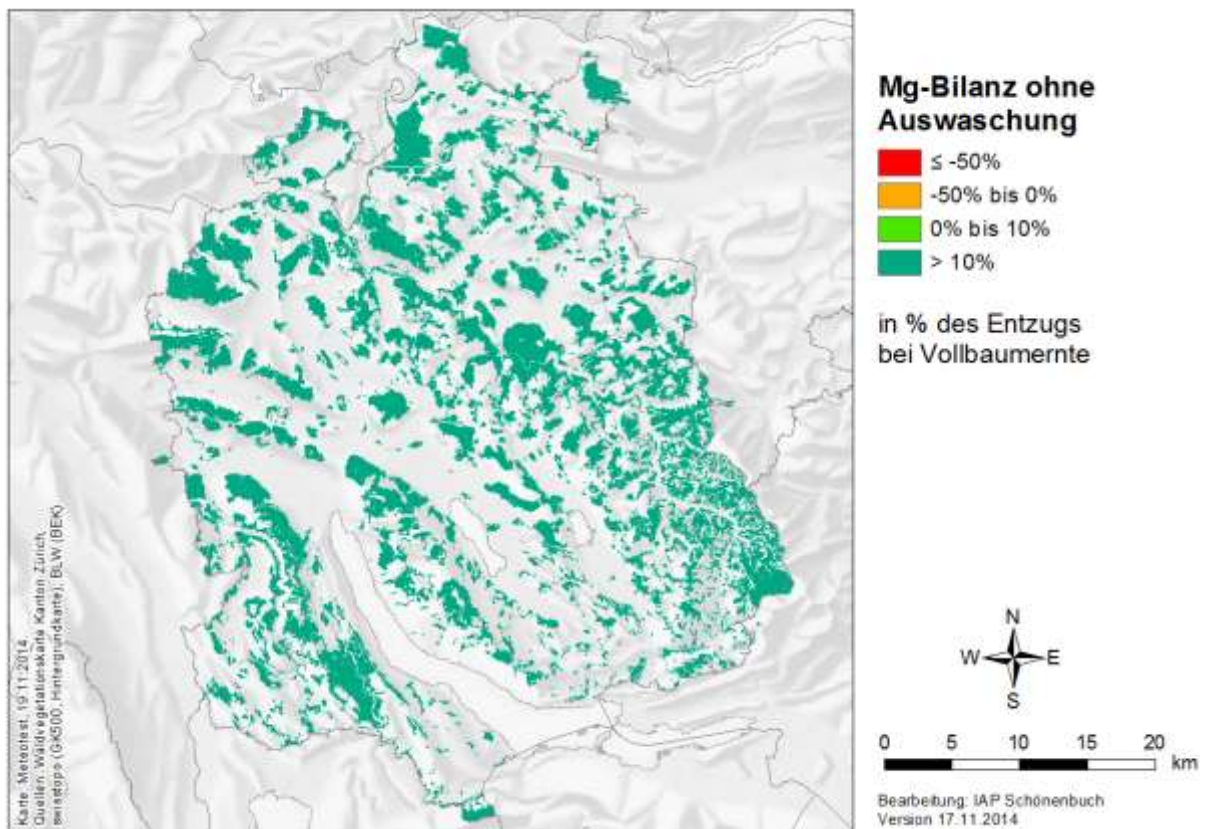 Mg-Bilanz ohne
Auswaschung
≤ -50%
-50% bis 0%
0% bis 10%
> 10%
in % des Entzugs
bei Vollbaumernte
N
W E
S
0 5 10 15 20
km
Bearbeitung: IAP Schönenbuch
Version 17.11.2014
Karte: Meteotest, 19.11.2014
Quellen: Waldvegetationskarte Kanton Zürich,
swisstopo (GK500, Hintergrundkarte), BLW (BEK)